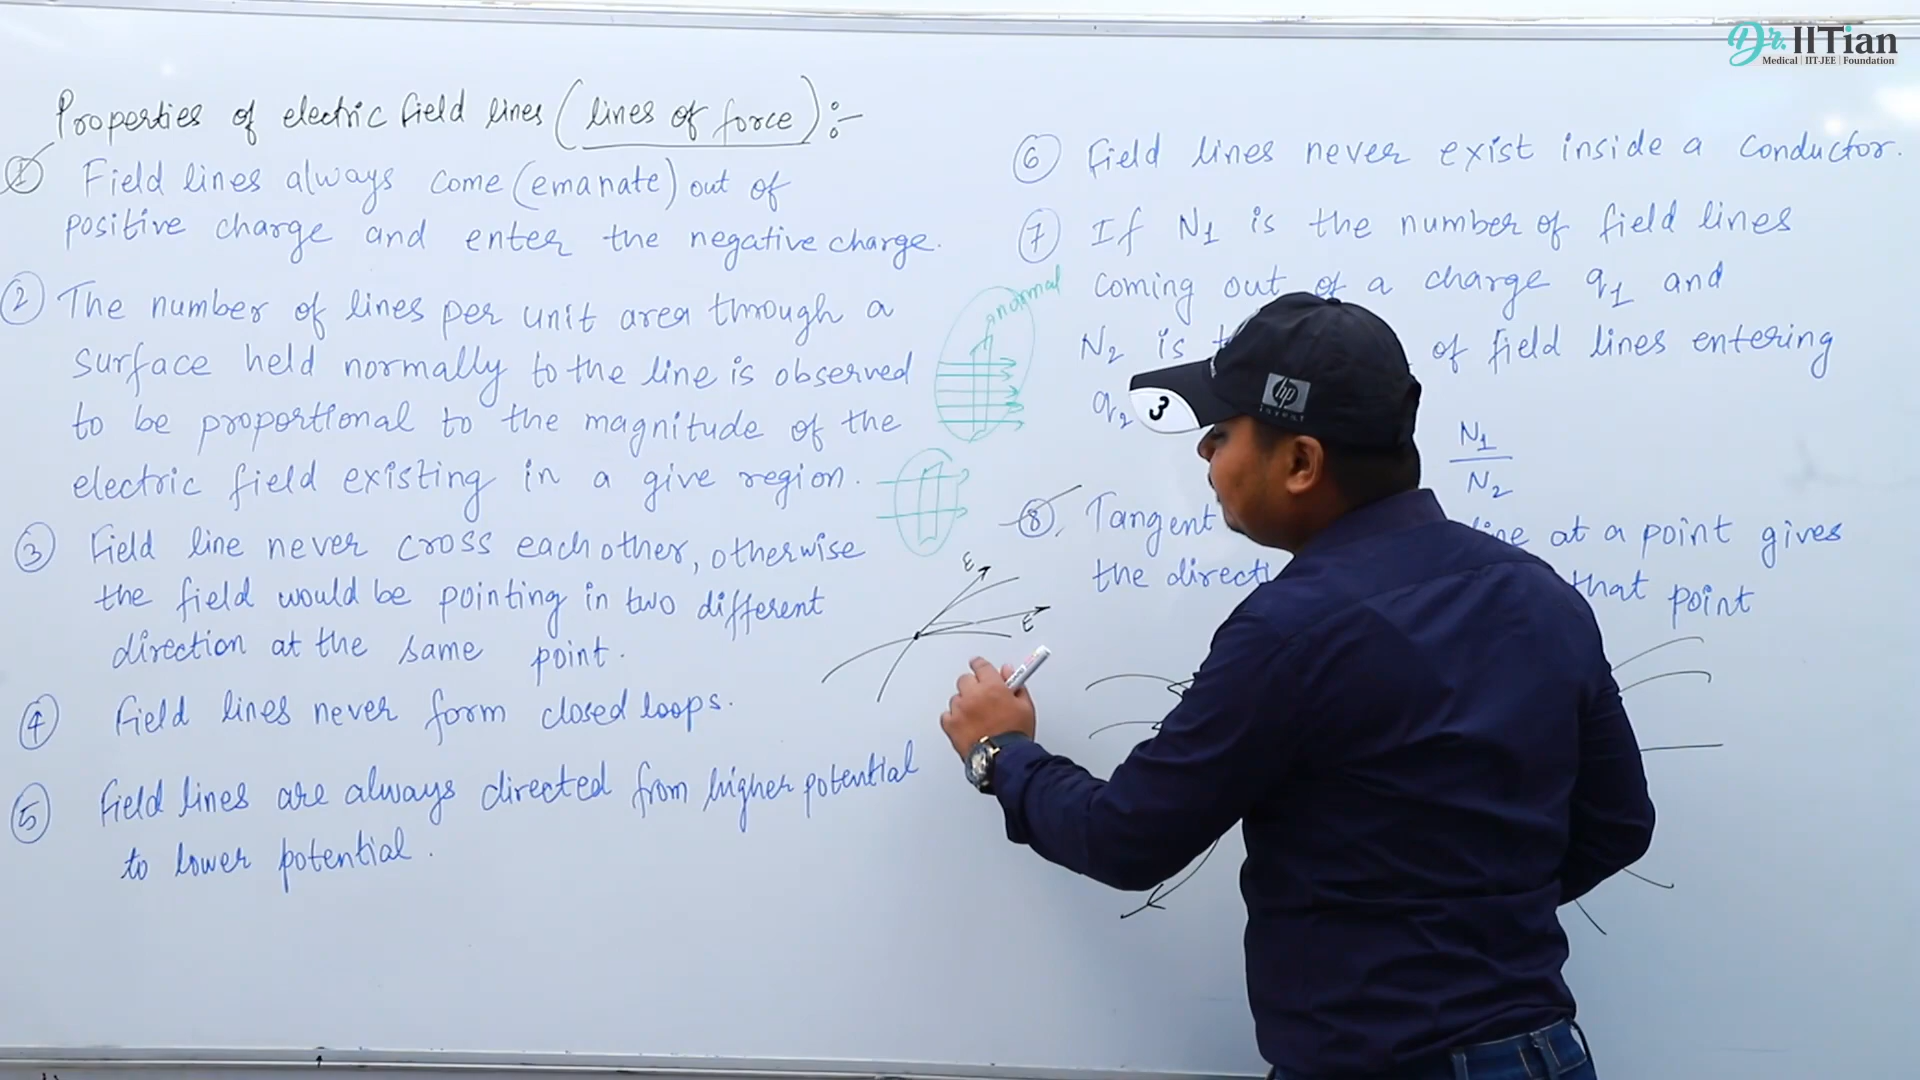 Dr. IITian
Medical | IIT-JEE | Foundation
Properties of electric field lines (lines of force) :-
① Field lines always come (emanate) out of
positive charge and enter the negative charge.
② The number of lines per unit area through a
surface held normally to the line is observed
to be proportional to the magnitude of the
electric field existing in a give region.
③ Field line never cross each other, otherwise
the field would be pointing in two different
direction at the same point.
④ Field lines never form closed loops.
⑤ Field lines are always directed from higher potential
to lower potential.
normal
E
E
⑥ Field lines never exist inside a conductor.
⑦ If N1 is the number of field lines
coming out of a charge q1 and
N2 is of field lines entering
q2
N1
N2
⑧ Tangent line at a point gives
the that point
3
hp
invent